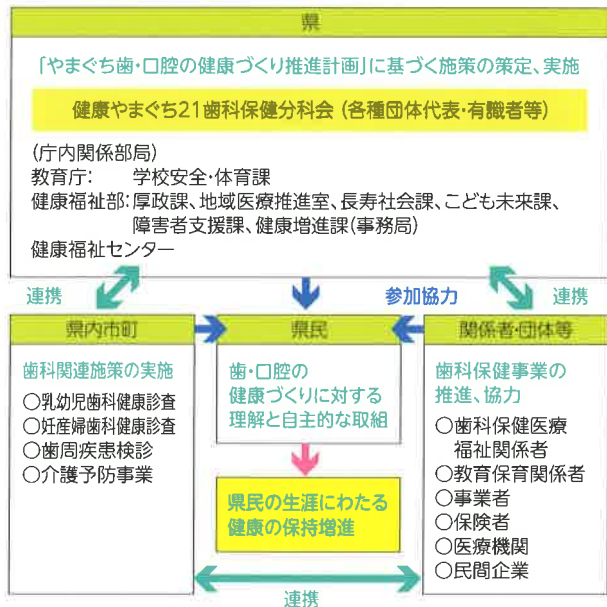 県
「やまぐち歯・口腔の健康づくり推進計画」に基づく施策の策定、実施
健康やまぐち21歯科保健分科会（各種団体代表・有識者等）
(庁内関係部局)
教育庁：　学校安全・体育課
健康福祉部：厚政課、地域医療推進室、長寿社会課、こども未来課、
障害者支援課、健康増進課(事務局)
健康福祉センター
連携
参加協力
連携
県内市町
歯科関連施策の実施
○乳幼児歯科健康診査
○妊産婦歯科健康診査
○歯周疾患検診
○介護予防事業
県民
歯・口腔の
健康づくりに対する
理解と自主的な取組
県民の生涯にわたる
健康の保持増進
関係者・団体等
歯科保健事業の
推進、協力
○歯科保健医療
福祉関係者
○教育保育関係者
○事業者
○保険者
○医療機関
○民間企業
連携